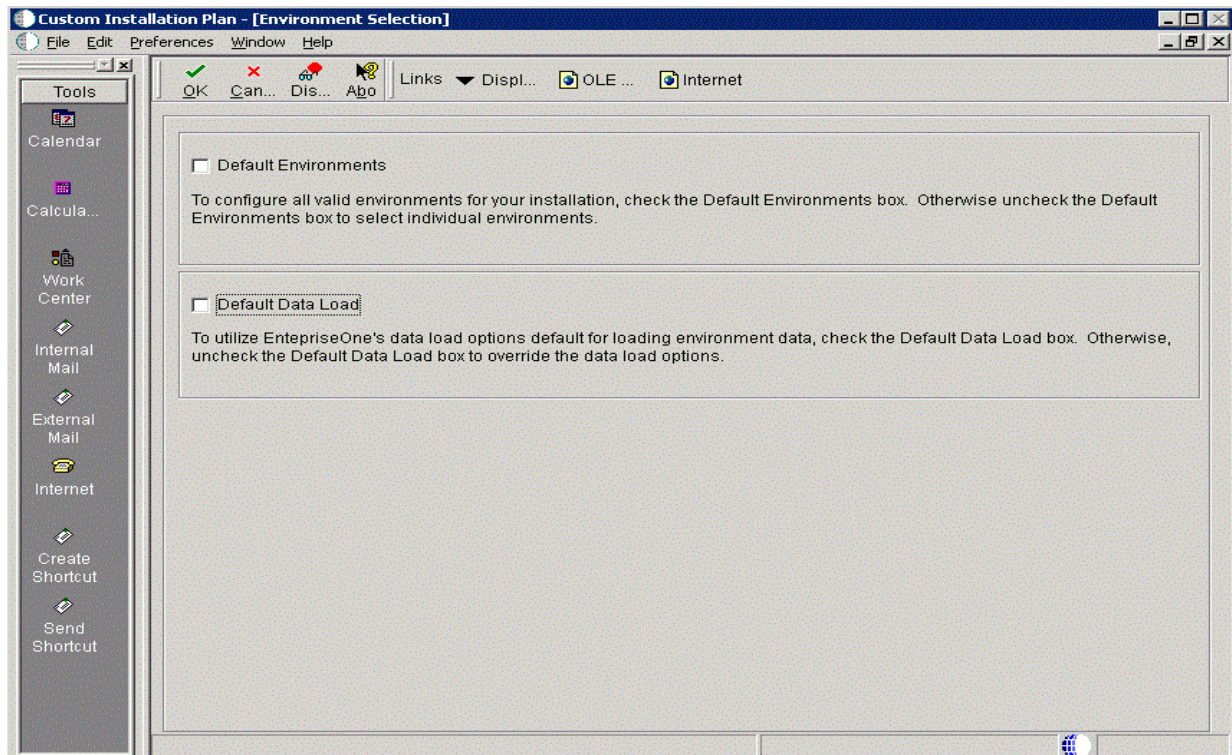 Custom Installation Plan - [Environment Selection]
File Edit Preferences Window Help
OK Can... Dis... Abo Links Displ... OLE ... Internet
Tools
Calendar
Calcula...
Work
Center
Internal
Mail
External
Mail
Internet
Create
Shortcut
Send
Shortcut
Default Environments
To configure all valid environments for your installation, check the Default Environments box. Otherwise uncheck the Default
Environments box to select individual environments.
Default Data Load
To utilize EntepriseOne's data load options default for loading environment data, check the Default Data Load box. Otherwise,
uncheck the Default Data Load box to override the data load options.